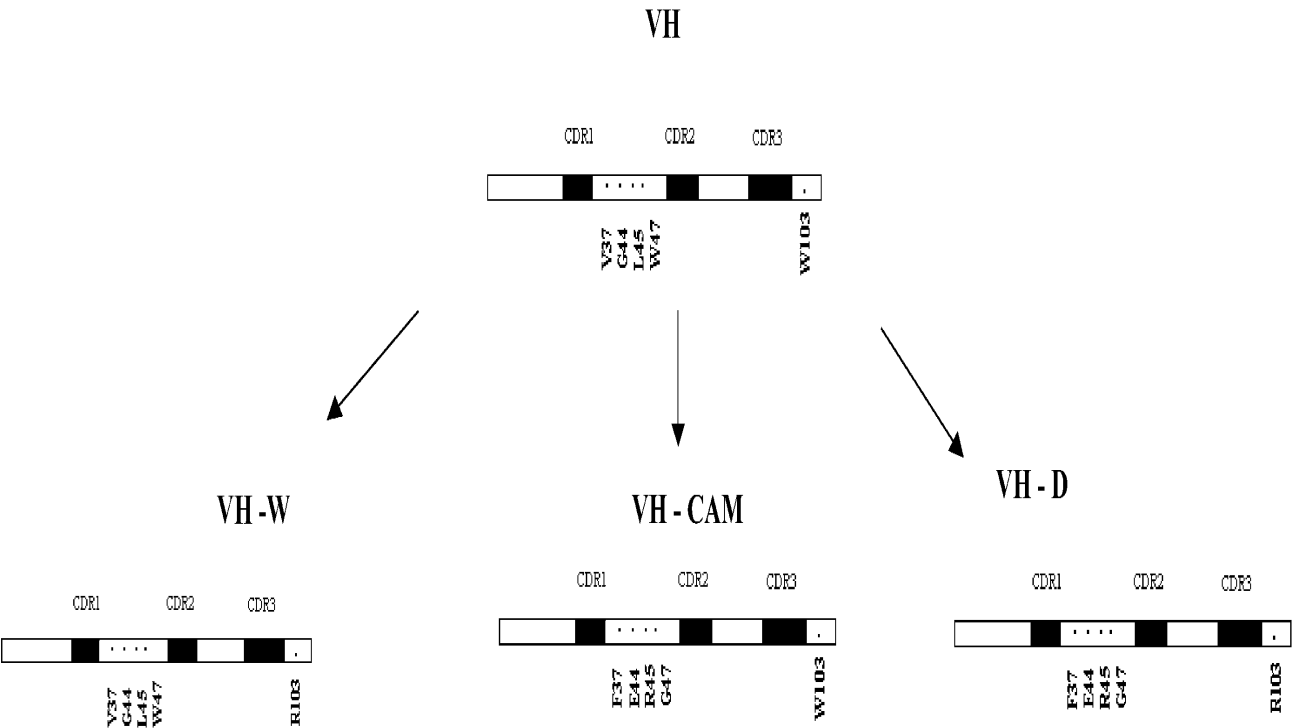 VH
CDR1 CDR2 CDR3
V37
G44
L45
W47
W103
VH -W
VH - CAM
VH - D
CDR1 CDR2 CDR3
V37
G44
L45
W47
R103
CDR1 CDR2 CDR3
F37
E44
R45
G47
W103
CDR1 CDR2 CDR3
F37
E44
R45
G47
R103